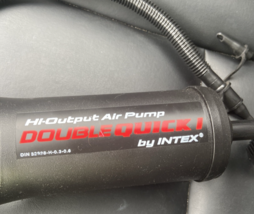 Hi-Output Air Pump
DOUBLE QUICK I
by INTEX®